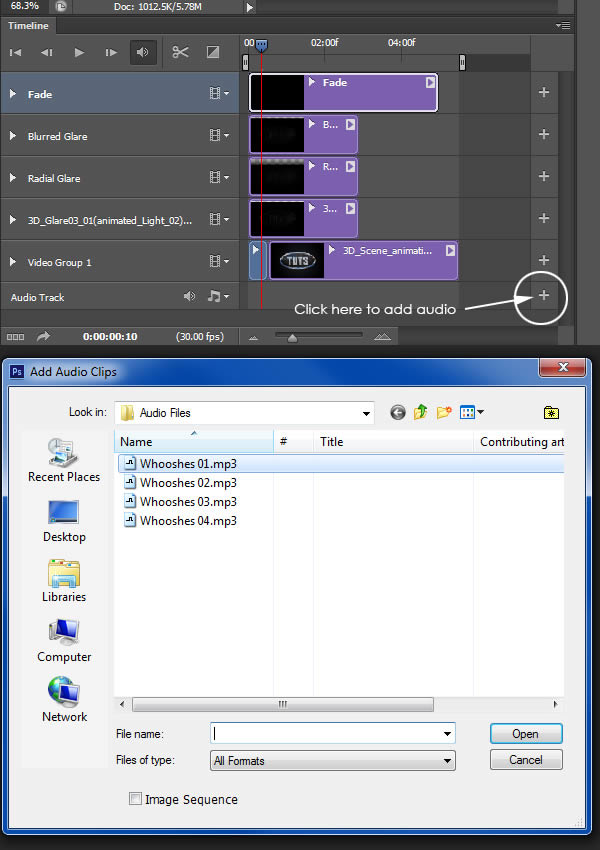 68.3% Doc: 1012.5K/5.78M
Timeline
00 02:00f 04:00f
Fade Fade
Blurred Glare B...
Radial Glare R...
3D_Glare03_01(animated_Light_02)... 3...
Video Group 1 TUTS 3D_Scene_animati...
Audio Track
Click here to add audio
0:00:00:10 (30.00 fps)
Ps Add Audio Clips
Look in: Audio Files
Name # Title Contributing art
Recent Places
Whooshes 01.mp3
Whooshes 02.mp3
Whooshes 03.mp3
Whooshes 04.mp3
Desktop
Libraries
Computer
Network
File name: Open
Files of type: All Formats Cancel
Image Sequence